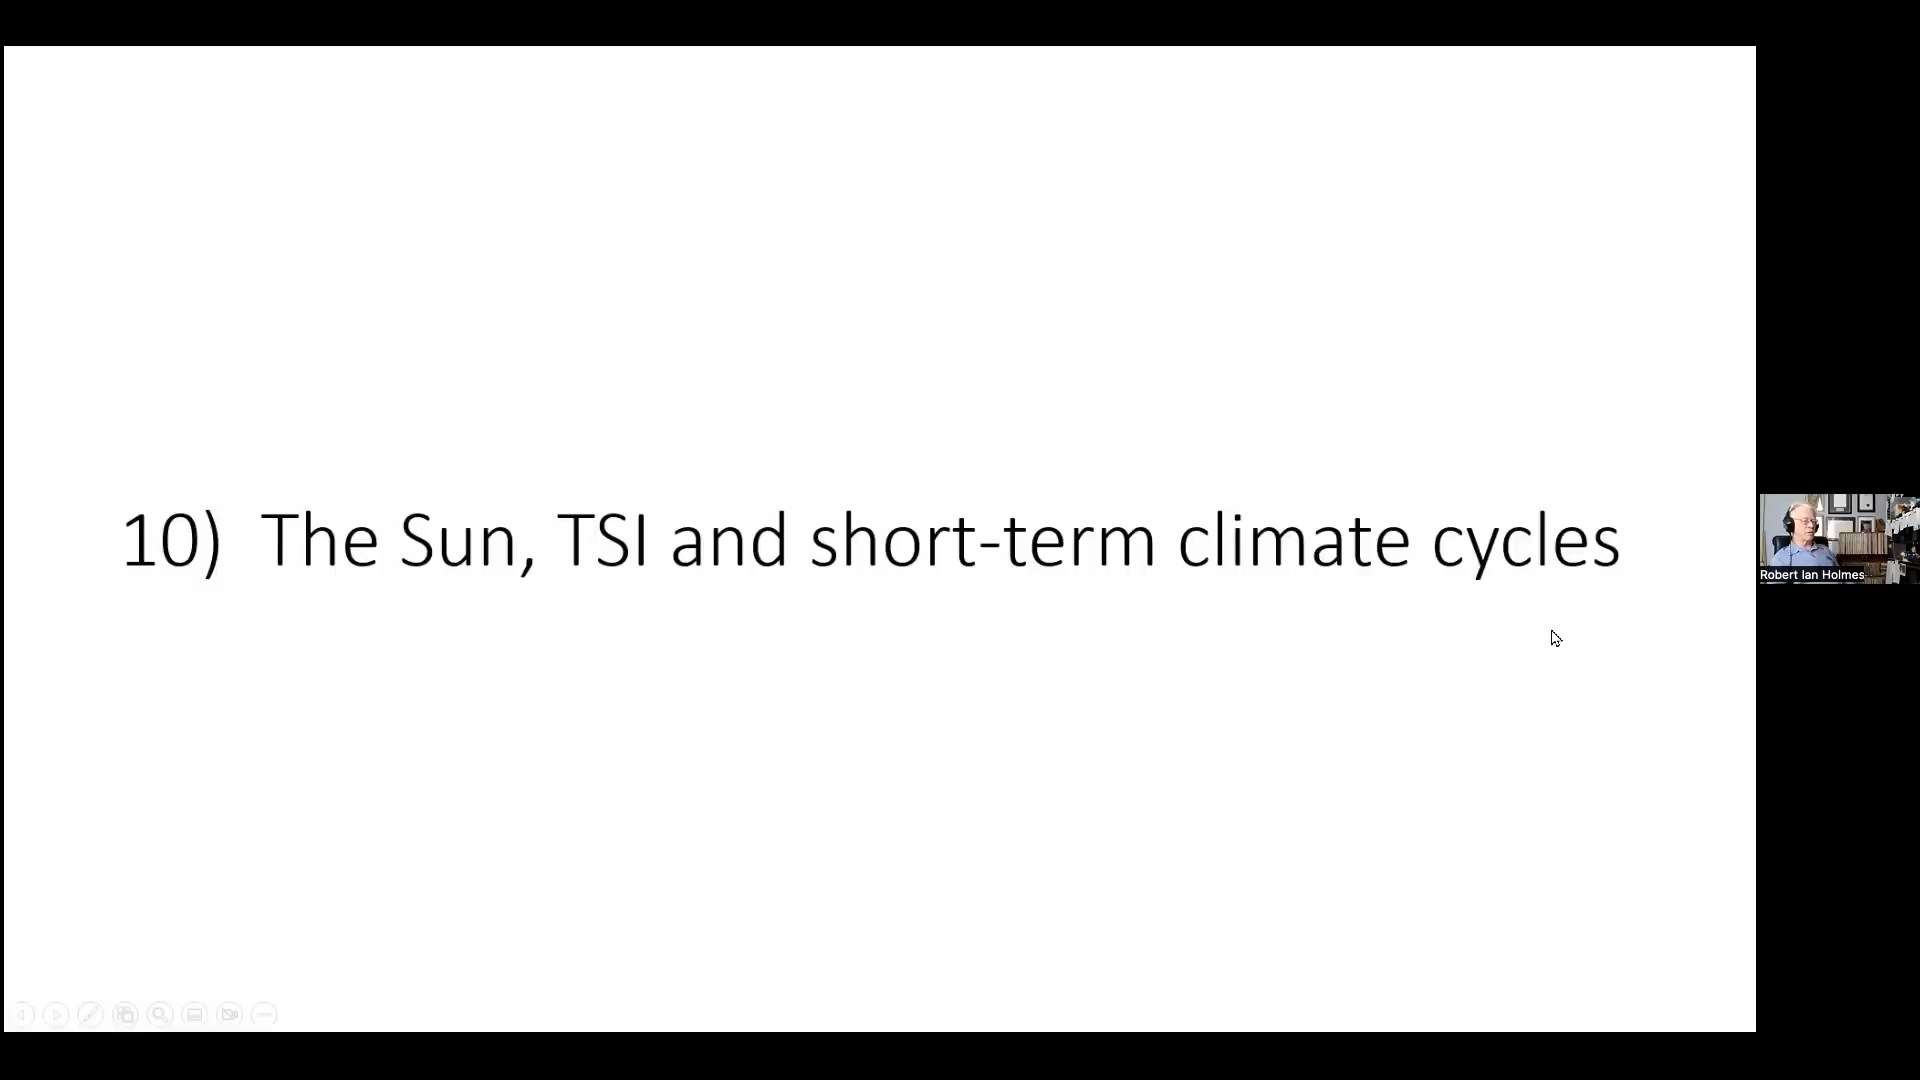 10) The Sun, TSI and short-term climate cycles
Robert Ian Holmes